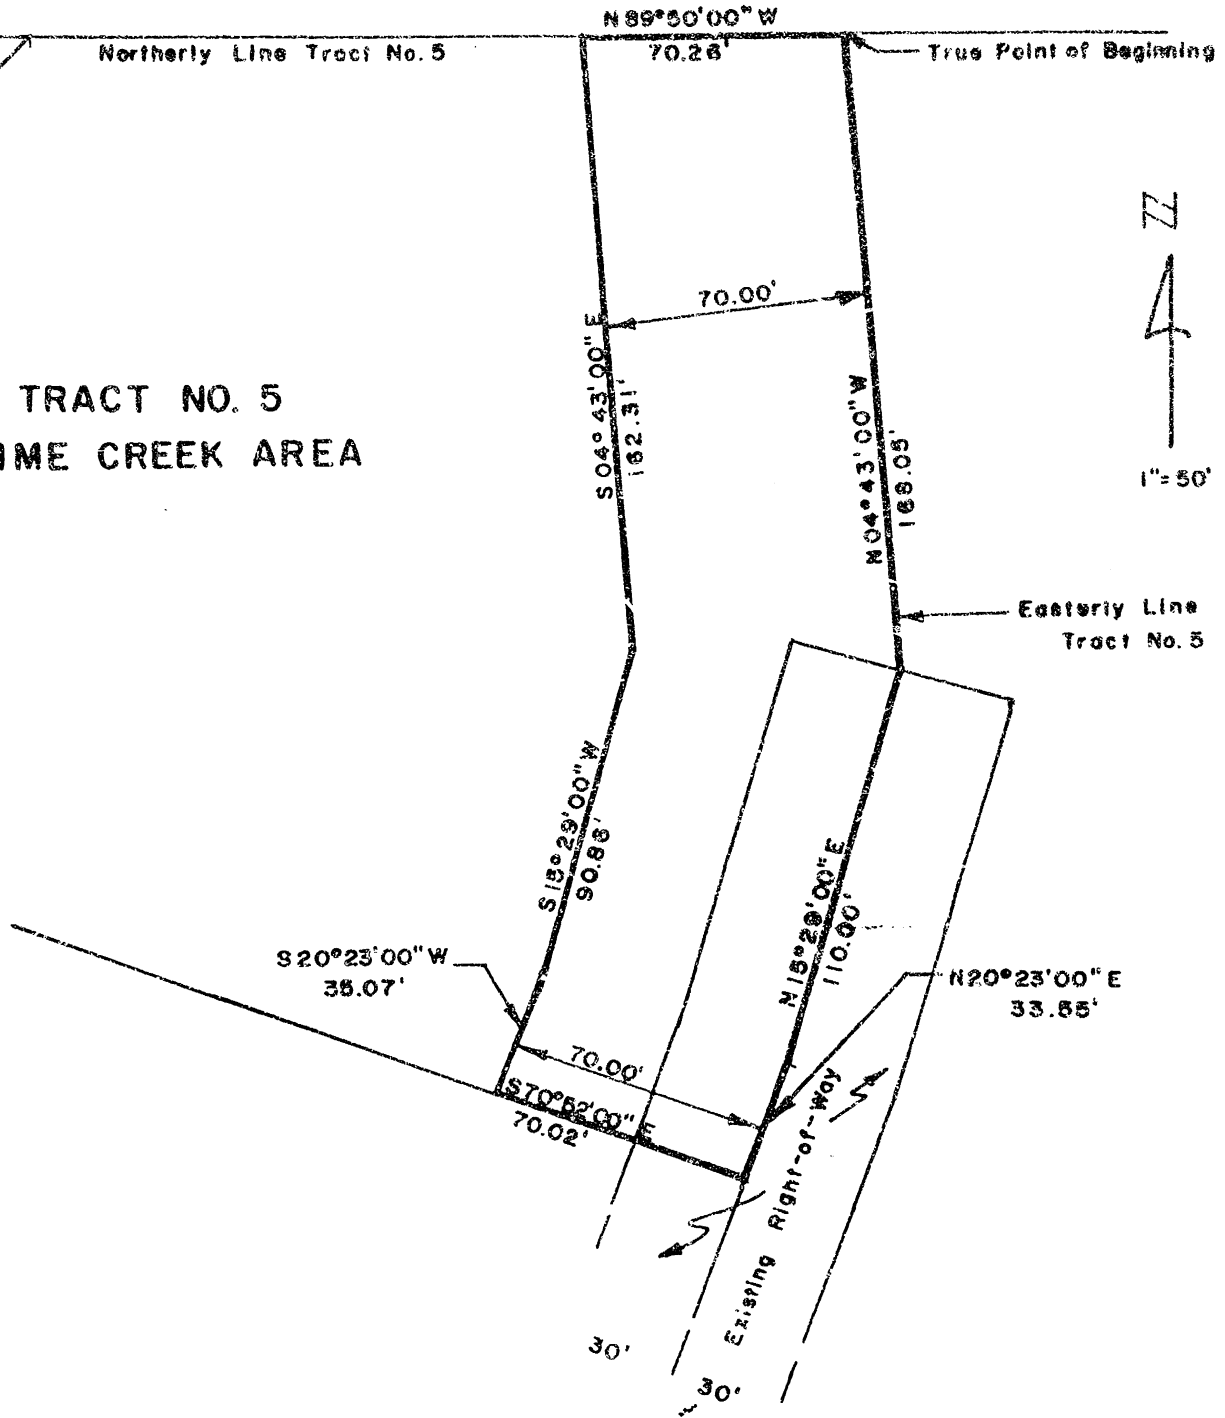 N 89°50'00" W
70.26'
Northerly Line Tract No. 5
True Point of Beginning
N
70.00'
S 04° 43' 00" E
162.31'
N 04° 43' 00" W
168.05'
1"=50'
TRACT NO. 5
IME CREEK AREA
Easterly Line
Tract No. 5
S 15° 29' 00" W
90.86'
N 15° 29' 00" E
110.00'
S 20° 23' 00" W
35.07'
N 20° 23' 00" E
33.55'
70.00'
S 70° 52' 00" E
70.02'
Existing Right-of-Way
30'
30'